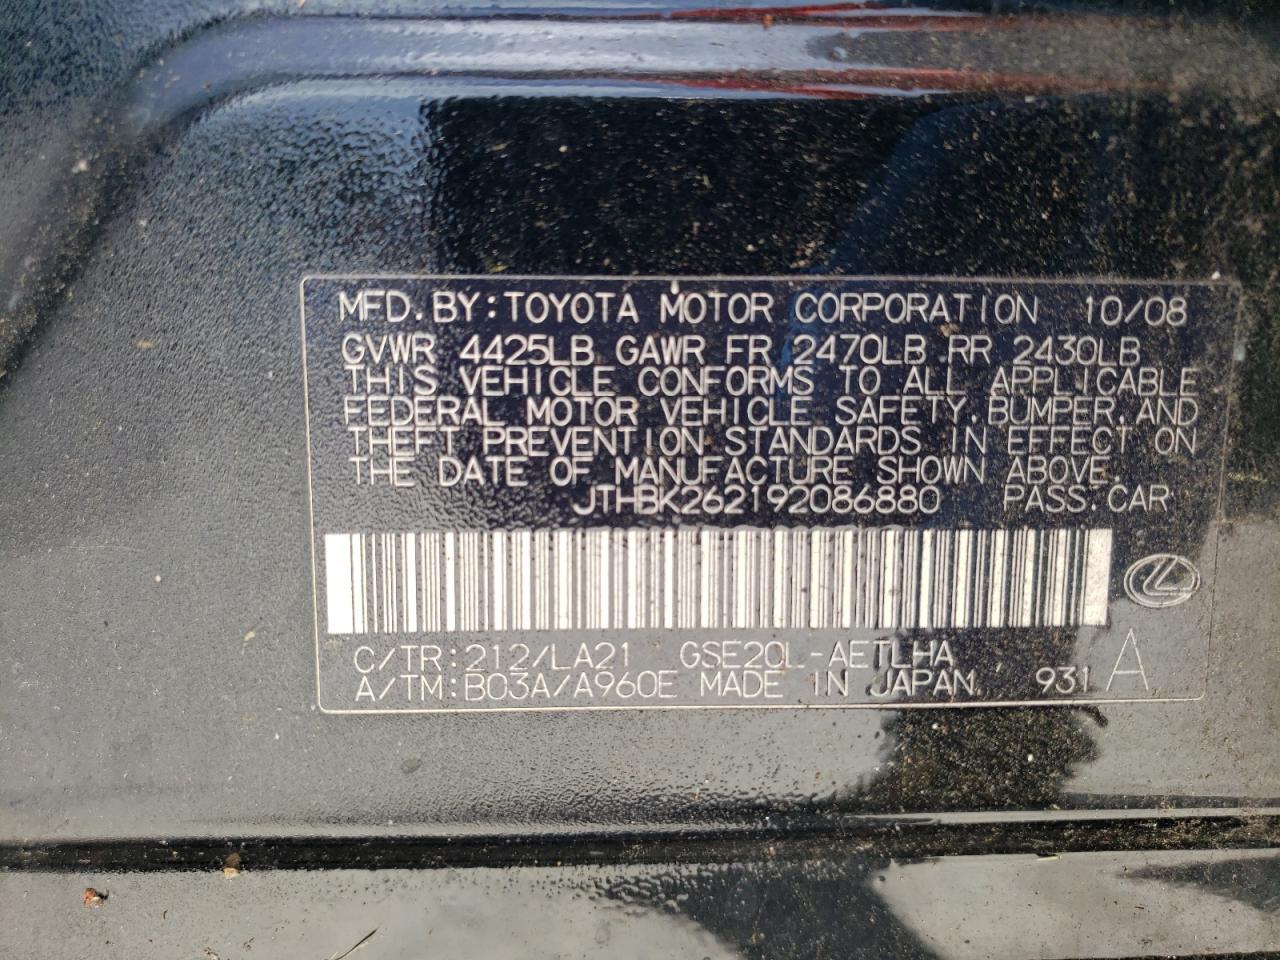 MFD. BY: TOYOTA MOTOR CORPORATION 10/08
GVWR 4425LB GAWR FR 2470LB RR 2430LB
THIS VEHICLE CONFORMS TO ALL APPLICABLE
FEDERAL MOTOR VEHICLE SAFETY, BUMPER, AND
THEFT PREVENTION STANDARDS IN EFFECT ON
THE DATE OF MANUFACTURE SHOWN ABOVE.
JTHBK262192086880 PASS. CAR
C/TR: 212/LA21 GSE20L-AETLHA
A/TM: B03A/A960E MADE IN JAPAN 931 A